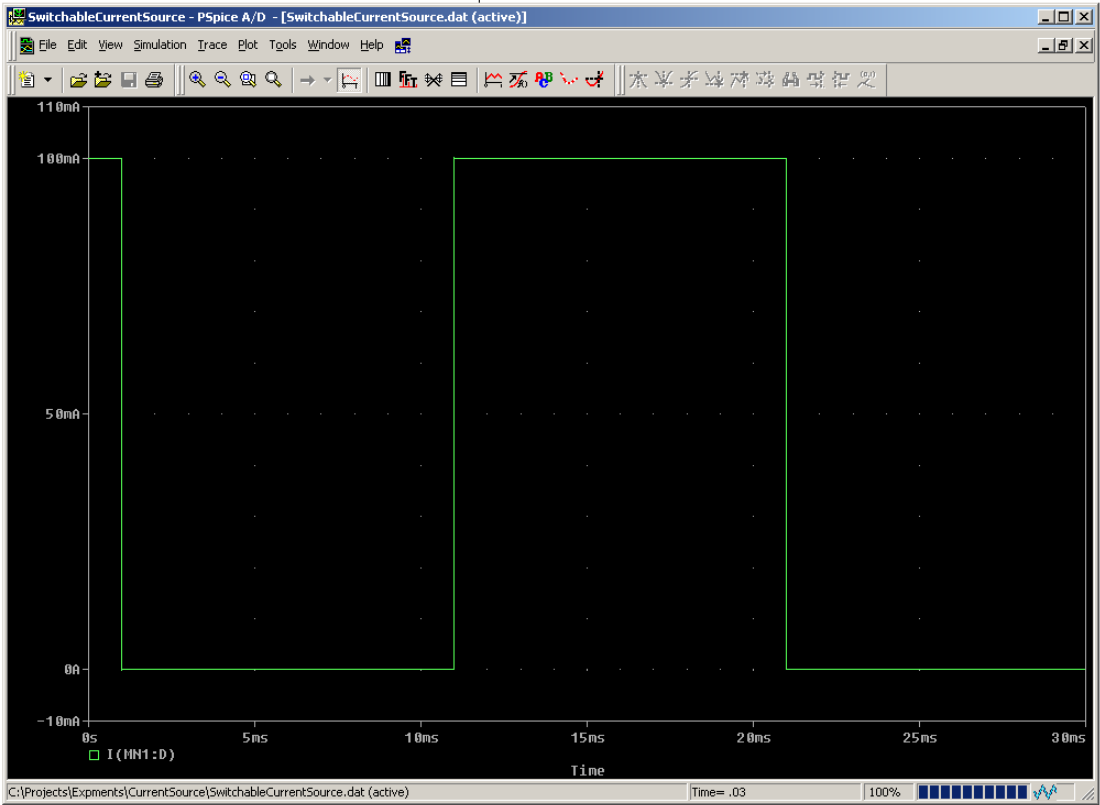 SwitchableCurrentSource - PSpice A/D - [SwitchableCurrentSource.dat (active)]
File Edit View Simulation Trace Plot Tools Window Help
110mA
100mA
50mA
0A
-10mA
0s 5ms 10ms 15ms 20ms 25ms 30ms
I(MN1:D)
Time
C:\Projects\Expments\CurrentSource\SwitchableCurrentSource.dat (active) Time= .03 100%